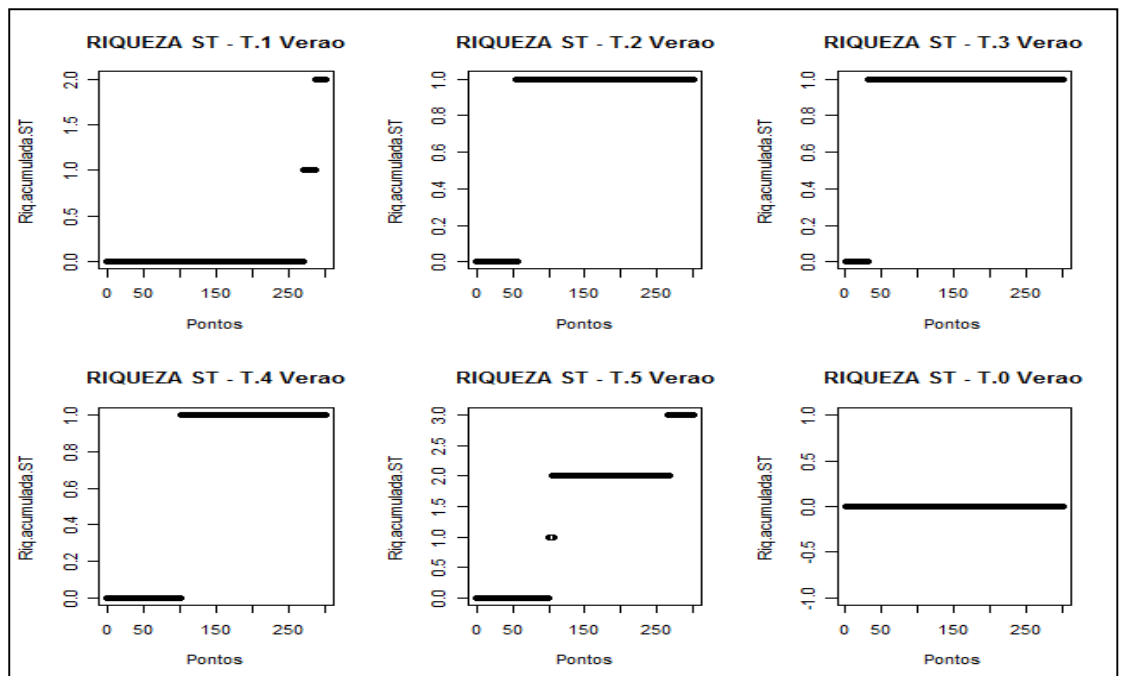 RIQUEZA ST - T.1 Verao
Riq.acumulada.ST
2.0
1.5
1.0
0.5
0.0
0 50 150 250
Pontos
RIQUEZA ST - T.2 Verao
Riq.acumulada.ST
1.0
0.8
0.6
0.4
0.2
0.0
0 50 150 250
Pontos
RIQUEZA ST - T.3 Verao
Riq.acumulada.ST
1.0
0.8
0.6
0.4
0.2
0.0
0 50 150 250
Pontos
RIQUEZA ST - T.4 Verao
Riq.acumulada.ST
1.0
0.8
0.6
0.4
0.2
0.0
0 50 150 250
Pontos
RIQUEZA ST - T.5 Verao
Riq.acumulada.ST
3.0
2.5
2.0
1.5
1.0
0.5
0.0
0 50 150 250
Pontos
RIQUEZA ST - T.0 Verao
Riq.acumulada.ST
1.0
0.5
0.0
-0.5
-1.0
0 50 150 250
Pontos